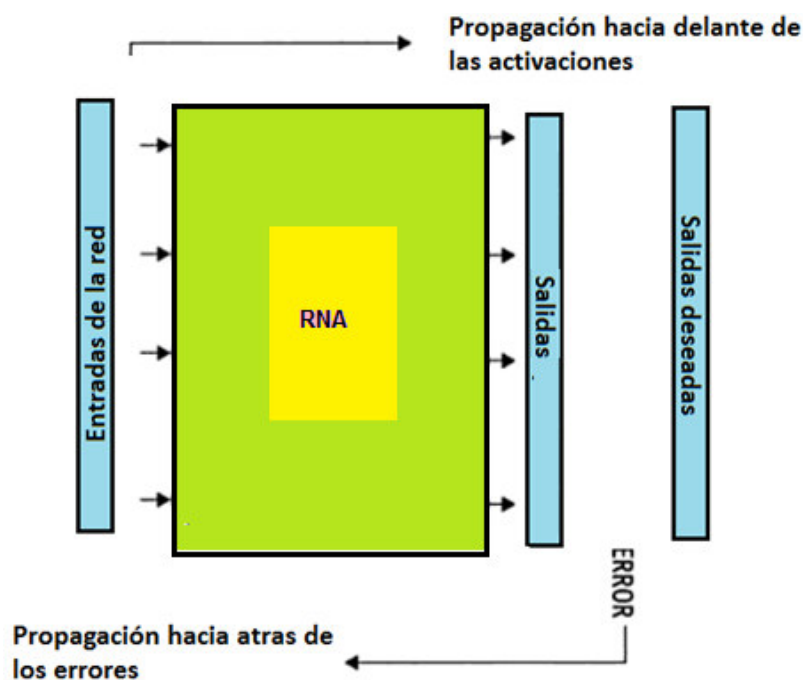 Propagación hacia delante de
las activaciones
Entradas de la red
RNA
Salidas
Salidas deseadas
ERROR
Propagación hacia atras de
los errores